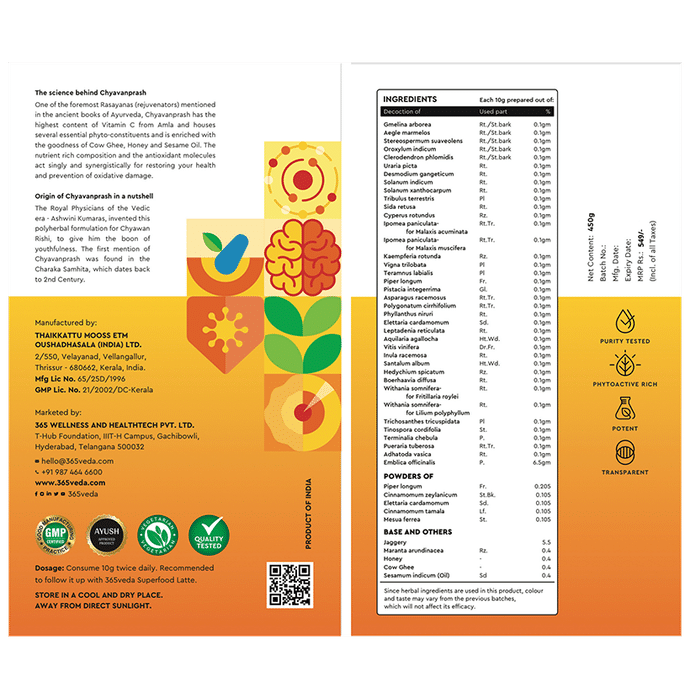 The science behind Chyavanprash
One of the foremost Rasayanas (rejuvenators) mentioned
in the ancient books of Ayurveda, Chyavanprash has the
highest content of Vitamin C from Amla and houses
several essential phyto-constituents and is enriched with
the goodness of Cow Ghee, Honey and Sesame Oil. The
nutrient rich composition and the antioxidant molecules
act singly and synergistically for restoring your health
and prevention of oxidative damage.
Origin of Chyavanprash in a nutshell
The Royal Physicians of the Vedic
era - Ashwini Kumaras, invented this
polyherbal formulation for Chyawan
Rishi, to give him the boon of
youthfulness. The first mention of
Chyavanprash was found in the
Charaka Samhita, which dates back
to 2nd Century.
Manufactured by:
THAIKKATTU MOOSS ETM
OUSHADHASALA (INDIA) LTD.
2/550, Velayanad, Vellangallur,
Thrissur - 680662, Kerala, India.
Mfg Lic No. 65/25D/1996
GMP Lic. No. 21/2002/DC-Kerala
Marketed by:
365 WELLNESS AND HEALTHTECH PVT. LTD.
T-Hub Foundation, IIIT-H Campus, Gachibowli,
Hyderabad, Telangana 500032
hello@365veda.com
+91 987 464 6600
www.365veda.com
365veda
GOOD MANUFACTURING PRACTICE
GMP
CERTIFIED
AYUSH
APPROVED
PRODUCT
VEGETARIAN
VEGETARIAN
QUALITY
TESTED
PRODUCT OF INDIA
Dosage: Consume 10g twice daily. Recommended
to follow it up with 365veda Superfood Latte.
STORE IN A COOL AND DRY PLACE.
AWAY FROM DIRECT SUNLIGHT.
INGREDIENTS Each 10g prepared out of:
Decoction of Used part %
Gmelina arborea Rt./St.bark 0.1gm
Aegle marmelos Rt./St.bark 0.1gm
Stereospermum suaveolens Rt./St.bark 0.1gm
Oroxylum indicum Rt./St.bark 0.1gm
Clerodendron phlomidis Rt./St.bark 0.1gm
Uraria picta Rt. 0.1gm
Desmodium gangeticum Rt. 0.1gm
Solanum indicum Rt. 0.1gm
Solanum xanthocarpum Rt. 0.1gm
Tribulus terrestris Pl 0.1gm
Sida retusa Rt. 0.1gm
Cyperus rotundus Rz. 0.1gm
Ipomea paniculata- Rt.Tr. 0.1gm
for Malaxis acuminata
Ipomea paniculata- Rt.Tr. 0.1gm
for Malaxis muscifera
Kaempferia rotunda Rz. 0.1gm
Vigna trilobata Pl 0.1gm
Teramnus labialis Pl 0.1gm
Piper longum Fr. 0.1gm
Pistacia integerrima Gl. 0.1gm
Asparagus racemosus Rt.Tr. 0.1gm
Polygonatum cirrhifolium Rt.Tr. 0.1gm
Phyllanthus niruri Rt. 0.1gm
Elettaria cardamomum Sd. 0.1gm
Leptadenia reticulata Rt. 0.1gm
Aquilaria agallocha Ht.Wd. 0.1gm
Vitis vinifera Dr.Fr. 0.1gm
Inula racemosa Rt. 0.1gm
Santalum album Ht.Wd. 0.1gm
Hedychium spicatum Rz. 0.1gm
Boerhaavia diffusa Rt. 0.1gm
Withania somnifera- Rt. 0.1gm
for Fritillaria roylei
Withania somnifera- Rt. 0.1gm
for Lilium polyphyllum
Trichosanthes tricuspidata Pl 0.1gm
Tinospora cordifolia St. 0.1gm
Terminalia chebula P. 0.1gm
Pueraria tuberosa Rt.Tr. 0.1gm
Adhatoda vasica Rt. 0.1gm
Emblica officinalis P. 6.5gm
POWDERS OF
Piper longum Fr. 0.205
Cinnamomum zeylanicum St.Bk. 0.105
Elettaria cardamomum Sd. 0.105
Cinnamomum tamala Lf. 0.105
Mesua ferrea St. 0.105
BASE AND OTHERS
Jaggery 5.5
Maranta arundinacea Rz. 0.4
Honey - 0.4
Cow Ghee - 0.4
Sesamum indicum (Oil) Sd 0.4
Since herbal ingredients are used in this product, colour
and taste may vary from the previous batches,
which will not affect its efficacy.
Net Content: 450g
Batch No.:
Mfg. Date:
Expiry Date:
MRP Rs.: 549/-
(Incl. of all Taxes)
PURITY TESTED
PHYTOACTIVE RICH
POTENT
TRANSPARENT